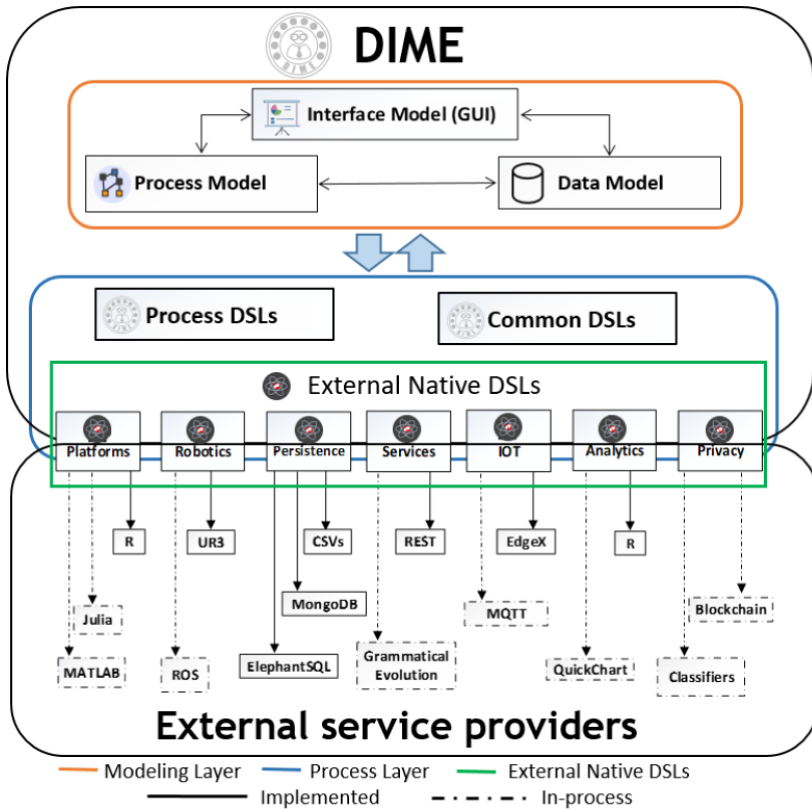 DIME
Interface Model (GUI)
Process Model
Data Model
Process DSLs
Common DSLs
External Native DSLs
Platforms
Robotics
Persistence
Services
IOT
Analytics
Privacy
R
UR3
CSVs
REST
EdgeX
R
MongoDB
MQTT
Blockchain
Julia
MATLAB
ROS
ElephantSQL
Grammatical
Evolution
QuickChart
Classifiers
External service providers
Modeling Layer
Process Layer
External Native DSLs
Implemented
In-process